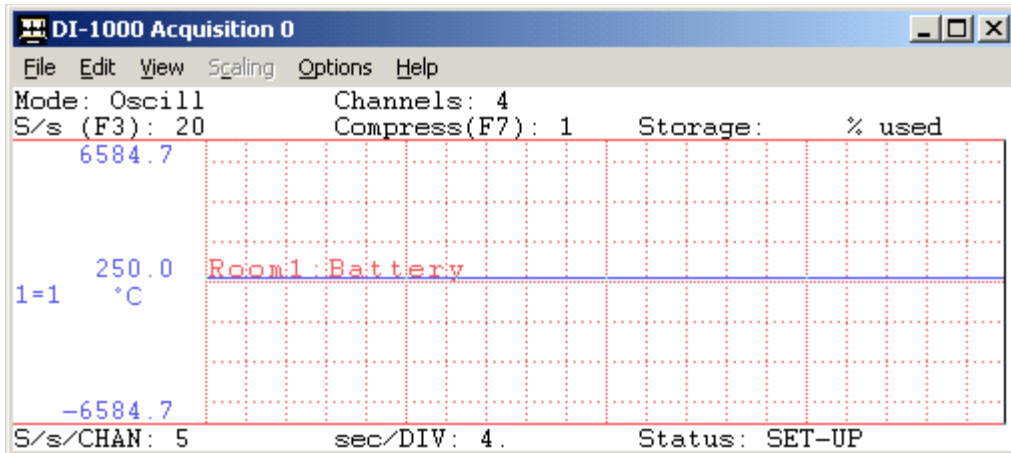 DI-1000 Acquisition 0
File Edit View Scaling Options Help
Mode: Oscill Channels: 4
S/s (F3): 20 Compress(F7): 1 Storage: % used
6584.7
250.0 Room1:Battery
1=1 °C
-6584.7
S/s/CHAN: 5 sec/DIV: 4. Status: SET-UP